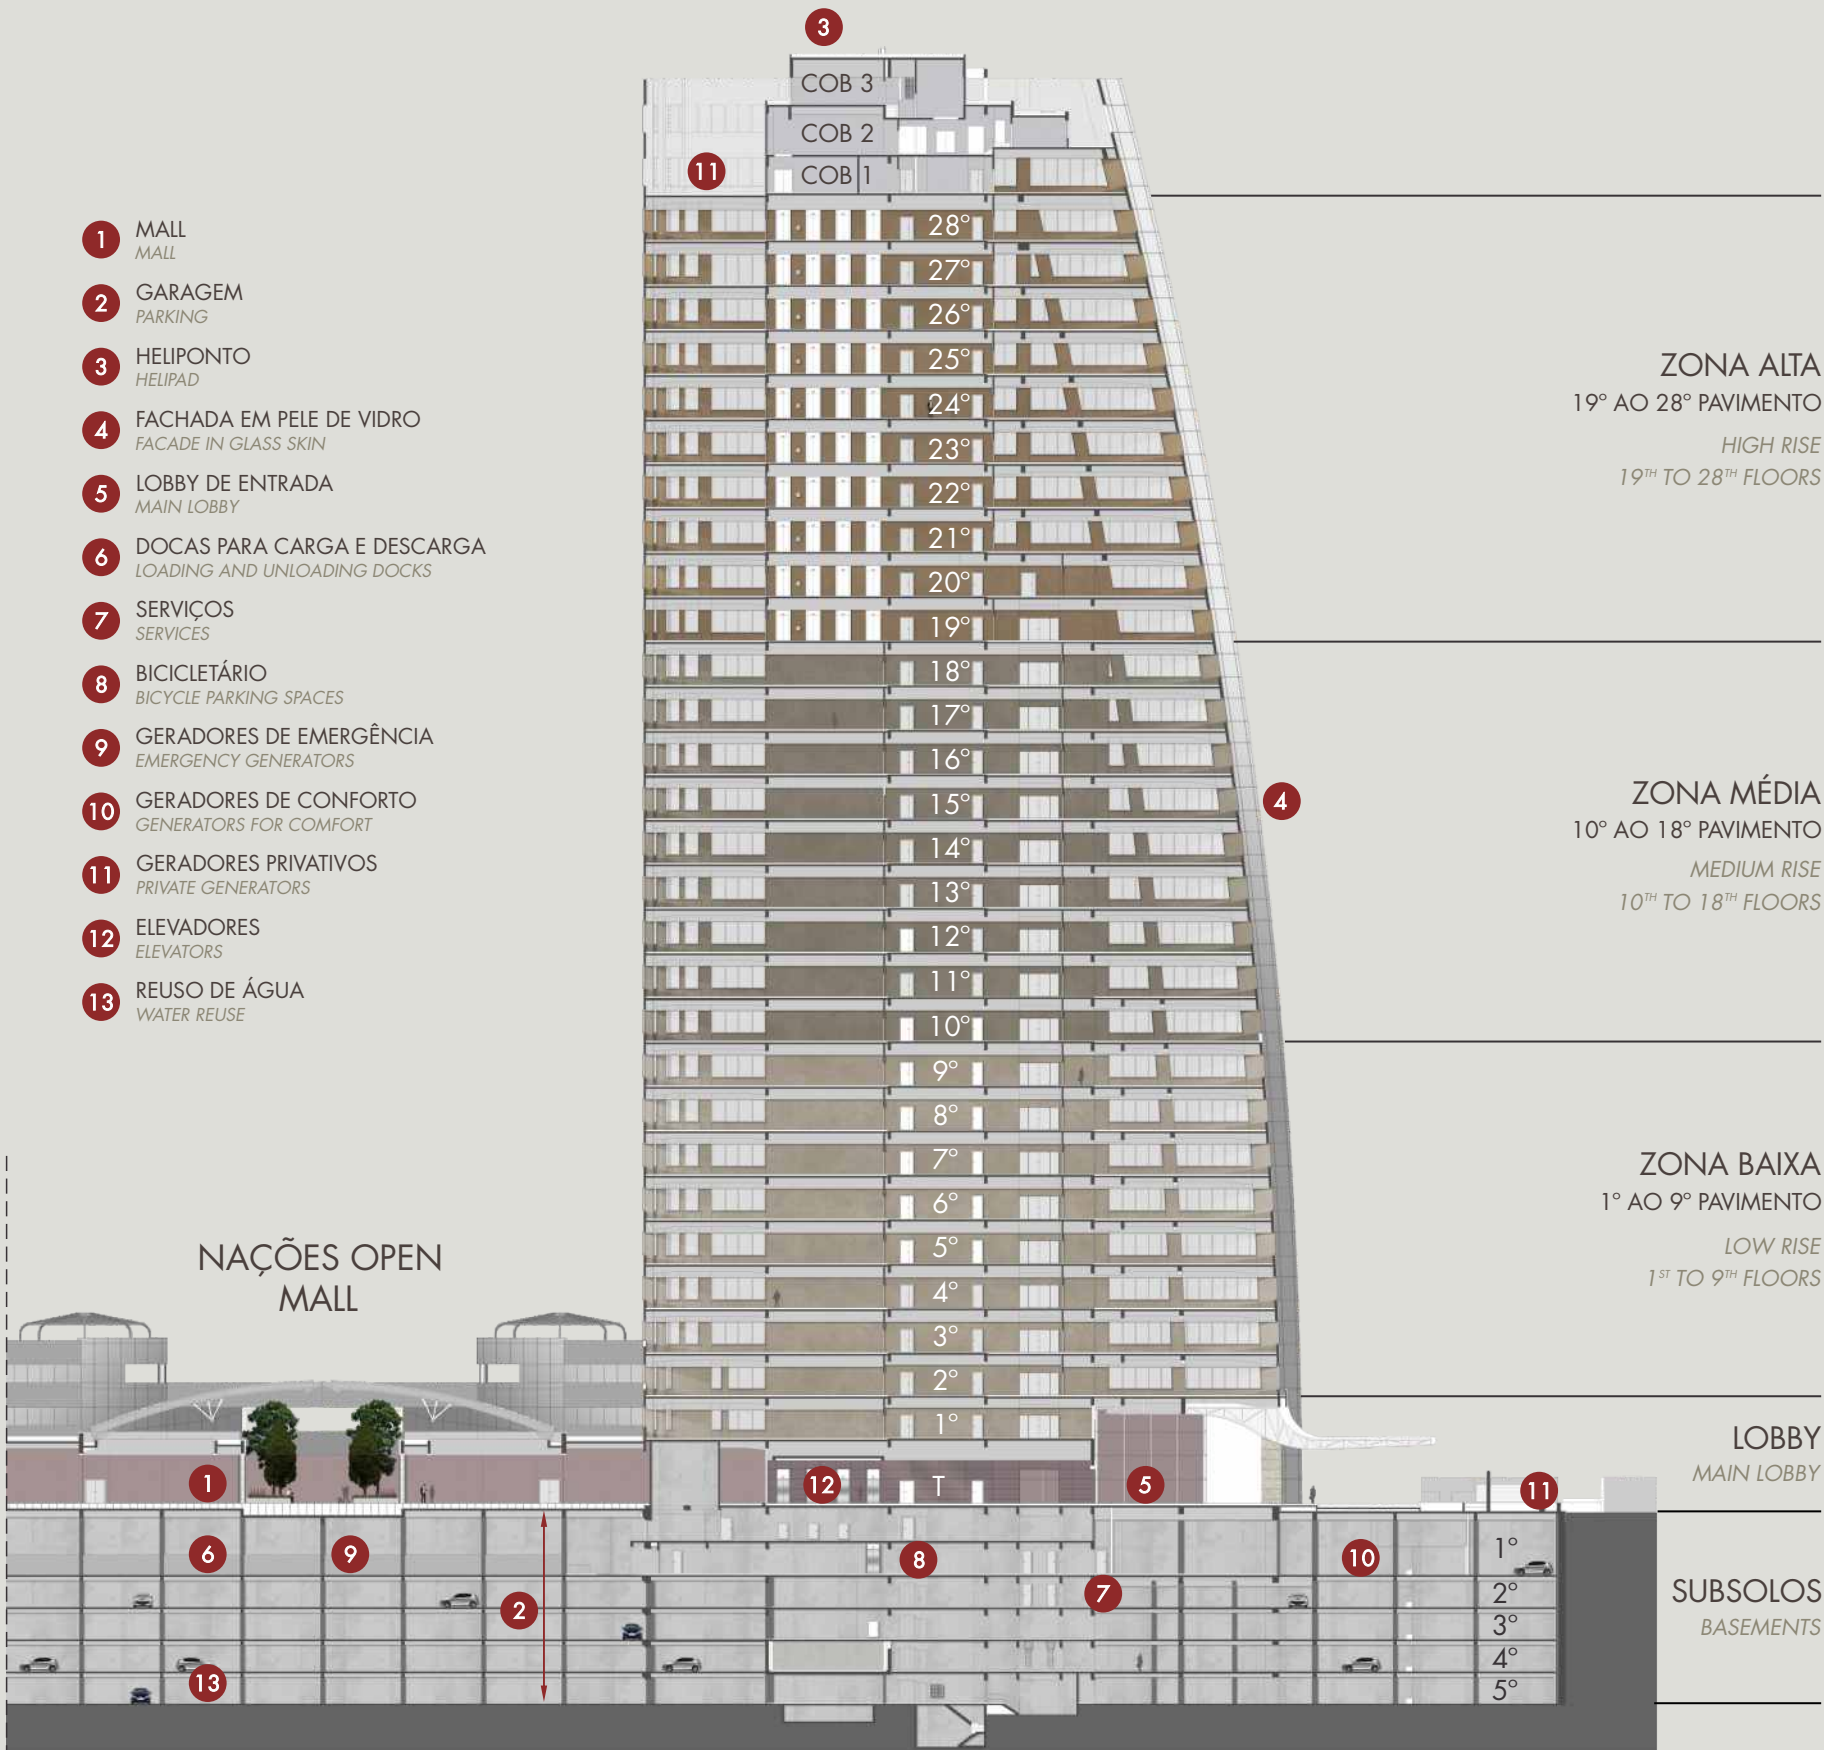 3
COB 3
COB 2
COB 1
11
28°
27°
26°
25°
24°
23°
22°
21°
20°
19°
18°
17°
16°
15°
14°
13°
12°
11°
10°
9°
8°
7°
6°
5°
4°
3°
2°
1°
T
1 MALL
MALL
2 GARAGEM
PARKING
3 HELIPONTO
HELIPAD
4 FACHADA EM PELE DE VIDRO
FACADE IN GLASS SKIN
5 LOBBY DE ENTRADA
MAIN LOBBY
6 DOCAS PARA CARGA E DESCARGA
LOADING AND UNLOADING DOCKS
7 SERVIÇOS
SERVICES
8 BICICLETÁRIO
BICYCLE PARKING SPACES
9 GERADORES DE EMERGÊNCIA
EMERGENCY GENERATORS
10 GERADORES DE CONFORTO
GENERATORS FOR COMFORT
11 GERADORES PRIVATIVOS
PRIVATE GENERATORS
12 ELEVADORES
ELEVATORS
13 REUSO DE ÁGUA
WATER REUSE
ZONA ALTA
19° AO 28° PAVIMENTO
HIGH RISE
19TH TO 28TH FLOORS
4
ZONA MÉDIA
10° AO 18° PAVIMENTO
MEDIUM RISE
10TH TO 18TH FLOORS
ZONA BAIXA
1° AO 9° PAVIMENTO
LOW RISE
1ST TO 9TH FLOORS
NAÇÕES OPEN
MALL
LOBBY
MAIN LOBBY
1
12
5
11
6
9
8
10
7
2
13
1°
2°
3°
4°
5°
SUBSOLOS
BASEMENTS